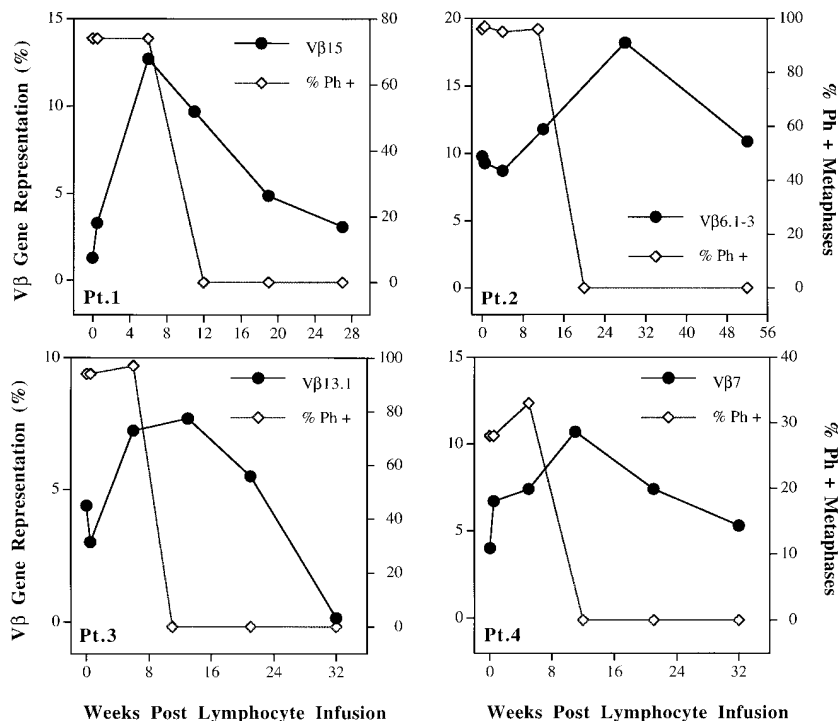 Vβ Gene Representation (%)
15
10
5
0
80
60
40
20
0
Vβ15
% Ph +
Pt.1
0 4 8 12 16 19 23 27
20
15
10
5
0
100
80
60
40
20
0
% Ph + Metaphases
Vβ6.1-3
% Ph +
Pt.2
0 8 16 24 32 40 48 56
Vβ Gene Representation (%)
10
5
0
100
80
60
40
20
0
Vβ13.1
% Ph +
Pt.3
0 8 16 24 32
15
10
5
0
40
30
20
10
0
% Ph + Metaphases
Vβ7
% Ph +
Pt.4
0 8 16 24 32
Weeks Post Lymphocyte Infusion
Weeks Post Lymphocyte Infusion